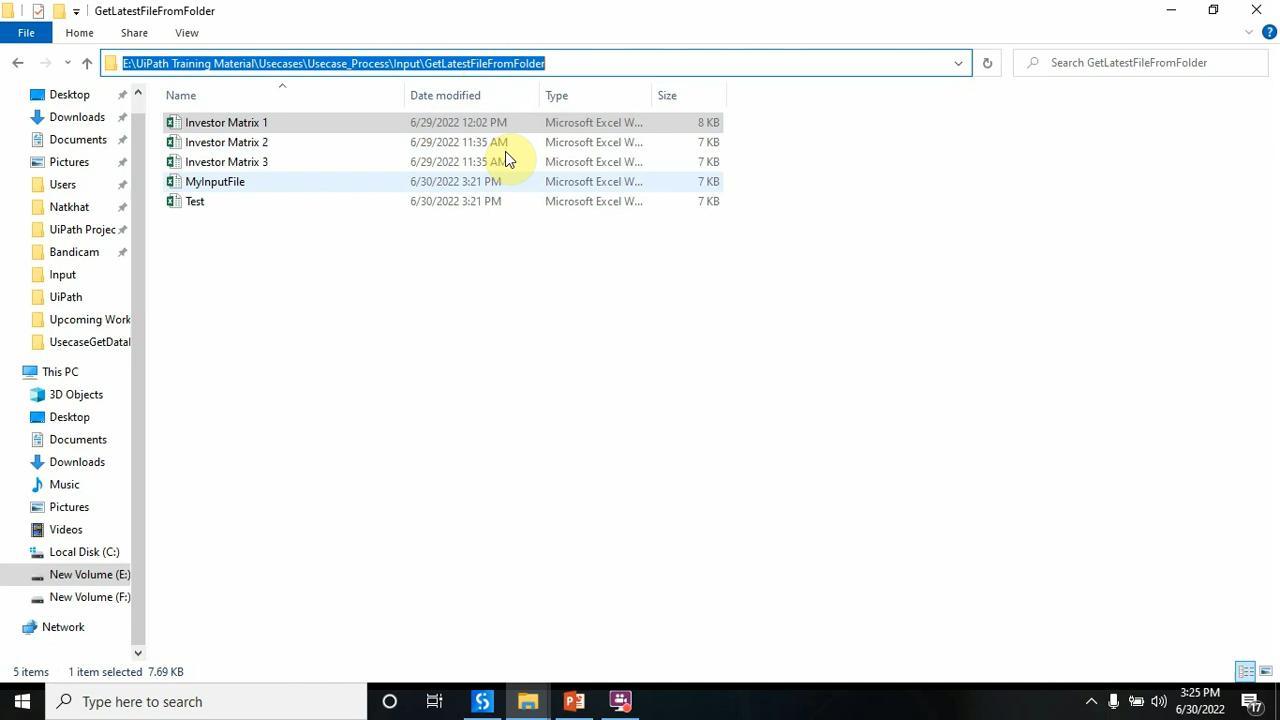 GetLatestFileFromFolder
File Home Share View
E:\UiPath Training Material\Usecases\Usecase_Process\Input\GetLatestFileFromFolder
Search GetLatestFileFromFolder
Name Date modified Type Size
Investor Matrix 1 6/29/2022 12:02 PM Microsoft Excel W... 8 KB
Investor Matrix 2 6/29/2022 11:35 AM Microsoft Excel W... 7 KB
Investor Matrix 3 6/29/2022 11:35 AM Microsoft Excel W... 7 KB
MyInputFile 6/30/2022 3:21 PM Microsoft Excel W... 7 KB
Test 6/30/2022 3:21 PM Microsoft Excel W... 7 KB
Desktop
Downloads
Documents
Pictures
Users
Natkhat
UiPath Projec
Bandicam
Input
UiPath
Upcoming Work
UsecaseGetDatal
This PC
3D Objects
Desktop
Documents
Downloads
Music
Pictures
Videos
Local Disk (C:)
New Volume (E:)
New Volume (F:)
Network
5 items 1 item selected 7.69 KB
Type here to search
3:25 PM
6/30/2022
17